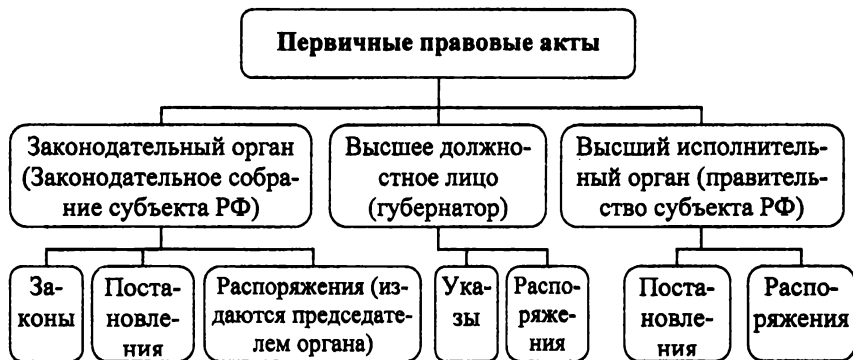 Первичные правовые акты
Законодательный орган
(Законодательное собра-
ние субъекта РФ)
Высшее должно-
стное лицо
(губернатор)
Высший исполнитель-
ный орган (правитель-
ство субъекта РФ)
За-
коны
Поста-
новле-
ния
Распоряжения (из-
даются председате-
лем органа)
Ука-
зы
Распо-
ряже-
ния
Поста-
новле-
ния
Распо-
ряжения